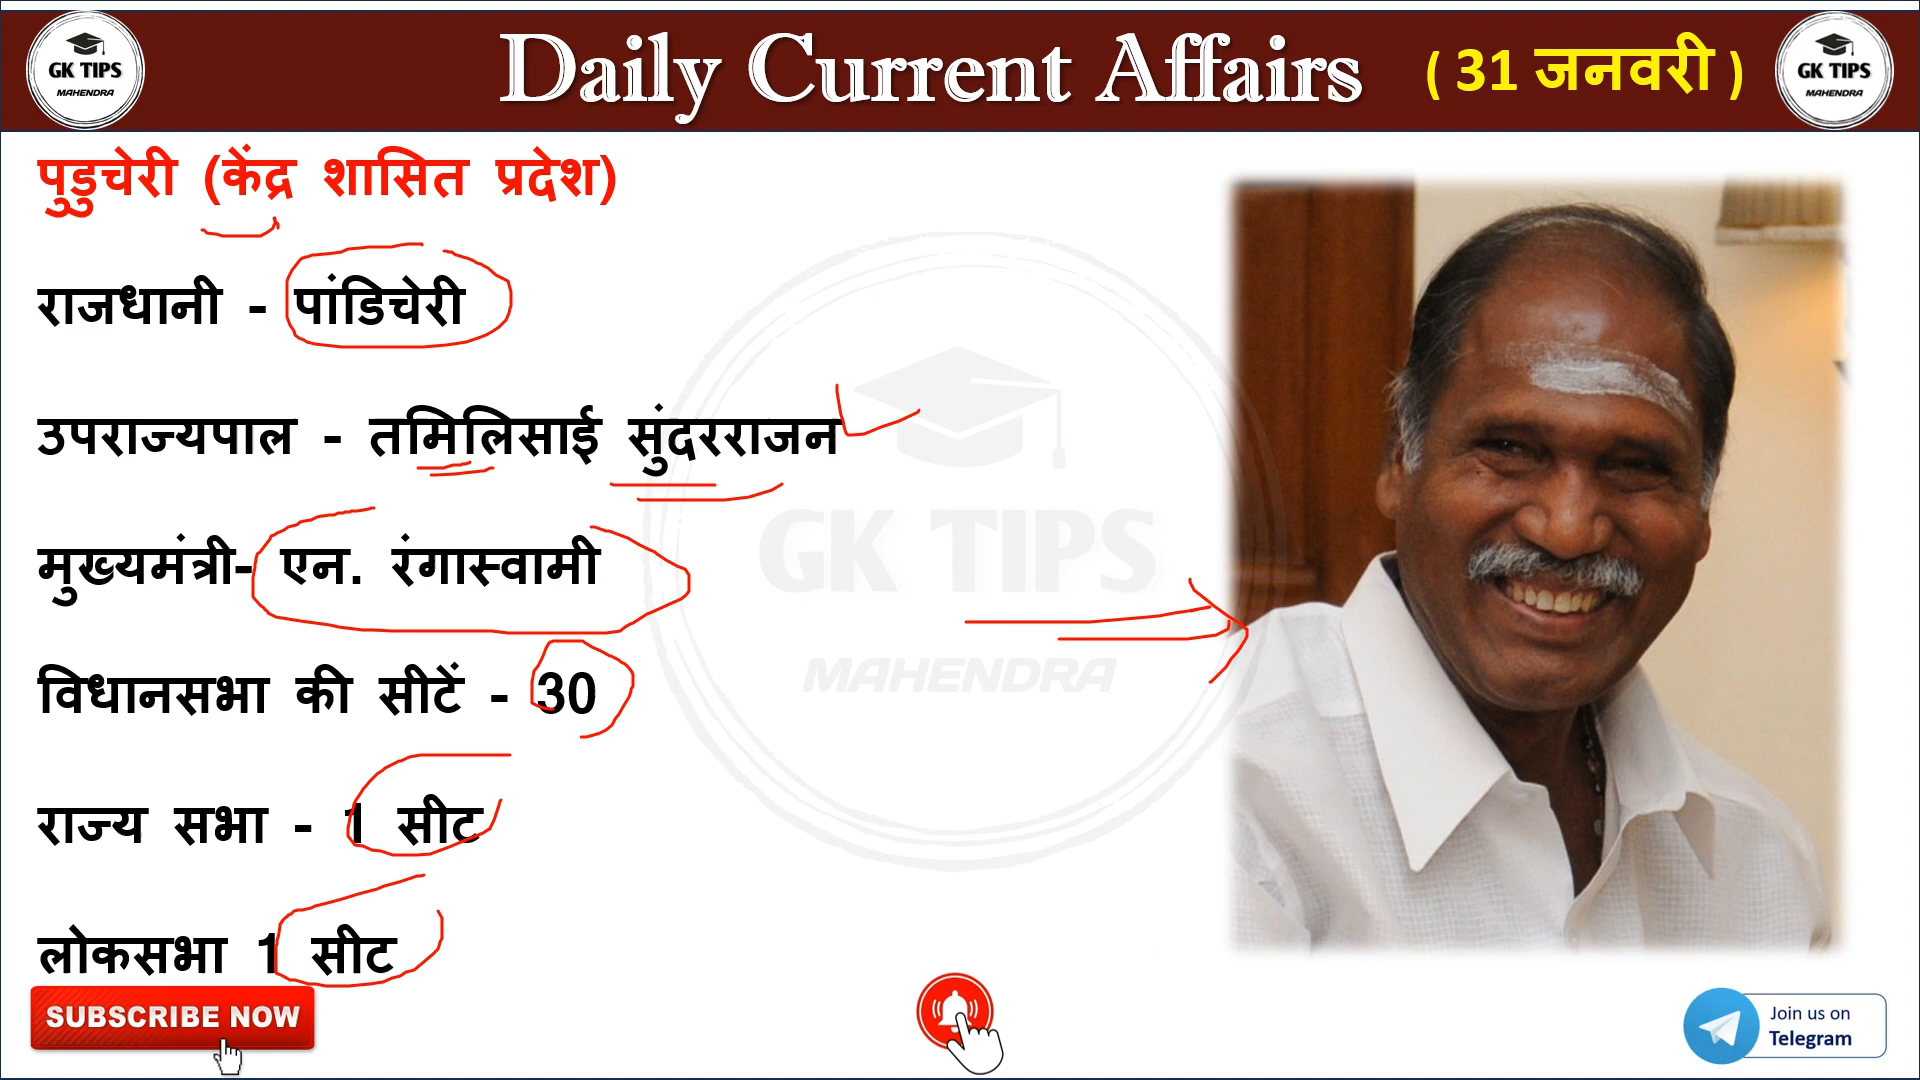 GK TIPS
MAHENDRA
Daily Current Affairs
( 31 जनवरी )
GK TIPS
MAHENDRA
पुडुचेरी (केंद्र शासित प्रदेश)
राजधानी - पांडिचेरी
उपराज्यपाल - तमिलिसाई सुंदरराजन
मुख्यमंत्री- एन. रंगास्वामी
विधानसभा की सीटें - 30
राज्य सभा - 1 सीट
लोकसभा 1 सीट
GK TIPS
MAHENDRA
SUBSCRIBE NOW
Join us on
Telegram